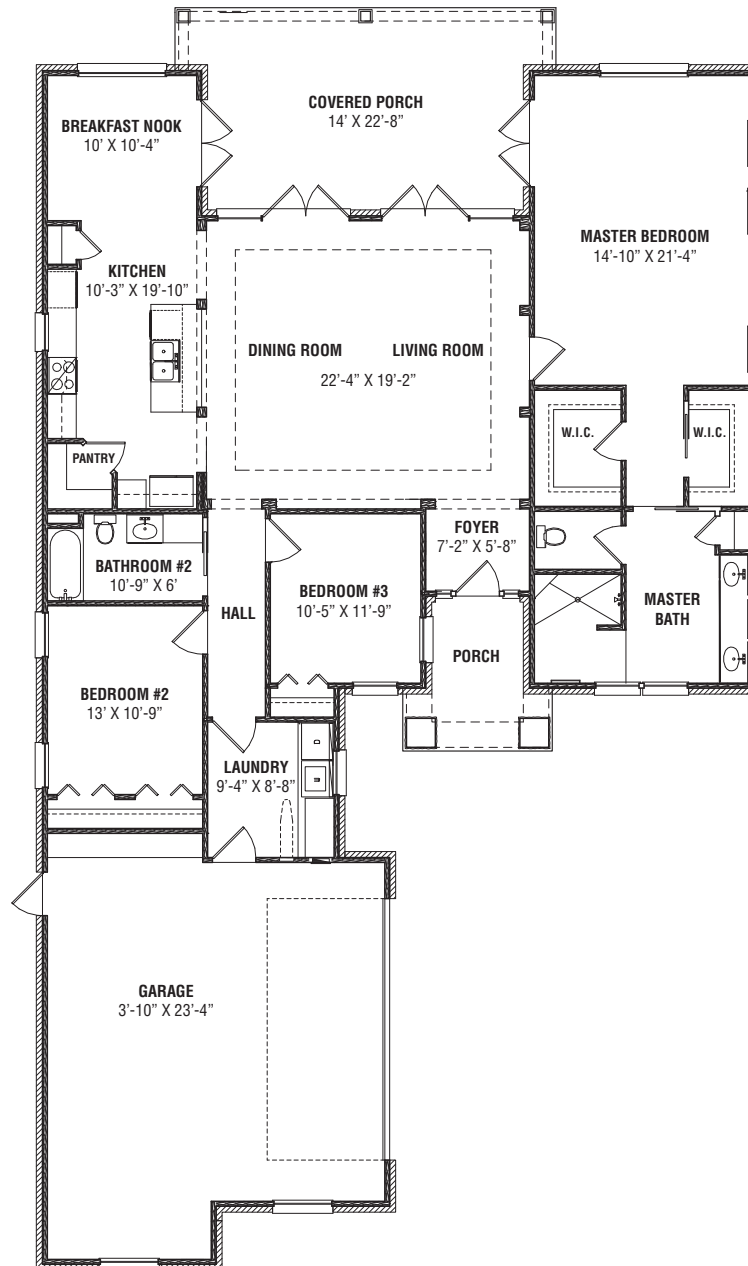 COVERED PORCH
14' X 22'-8”
BREAKFAST NOOK
10' X 10'-4”
MASTER BEDROOM
14'-10” X 21'-4”
KITCHEN
10'-3” X 19'-10”
DINING ROOM
LIVING ROOM
22'-4” X 19'-2”
W.I.C.
W.I.C.
PANTRY
FOYER
7'-2” X 5'-8”
BATHROOM #2
10'-9” X 6'
BEDROOM #3
10'-5” X 11'-9”
HALL
MASTER
BATH
PORCH
BEDROOM #2
13' X 10'-9”
LAUNDRY
9'-4” X 8'-8”
GARAGE
3'-10” X 23'-4”